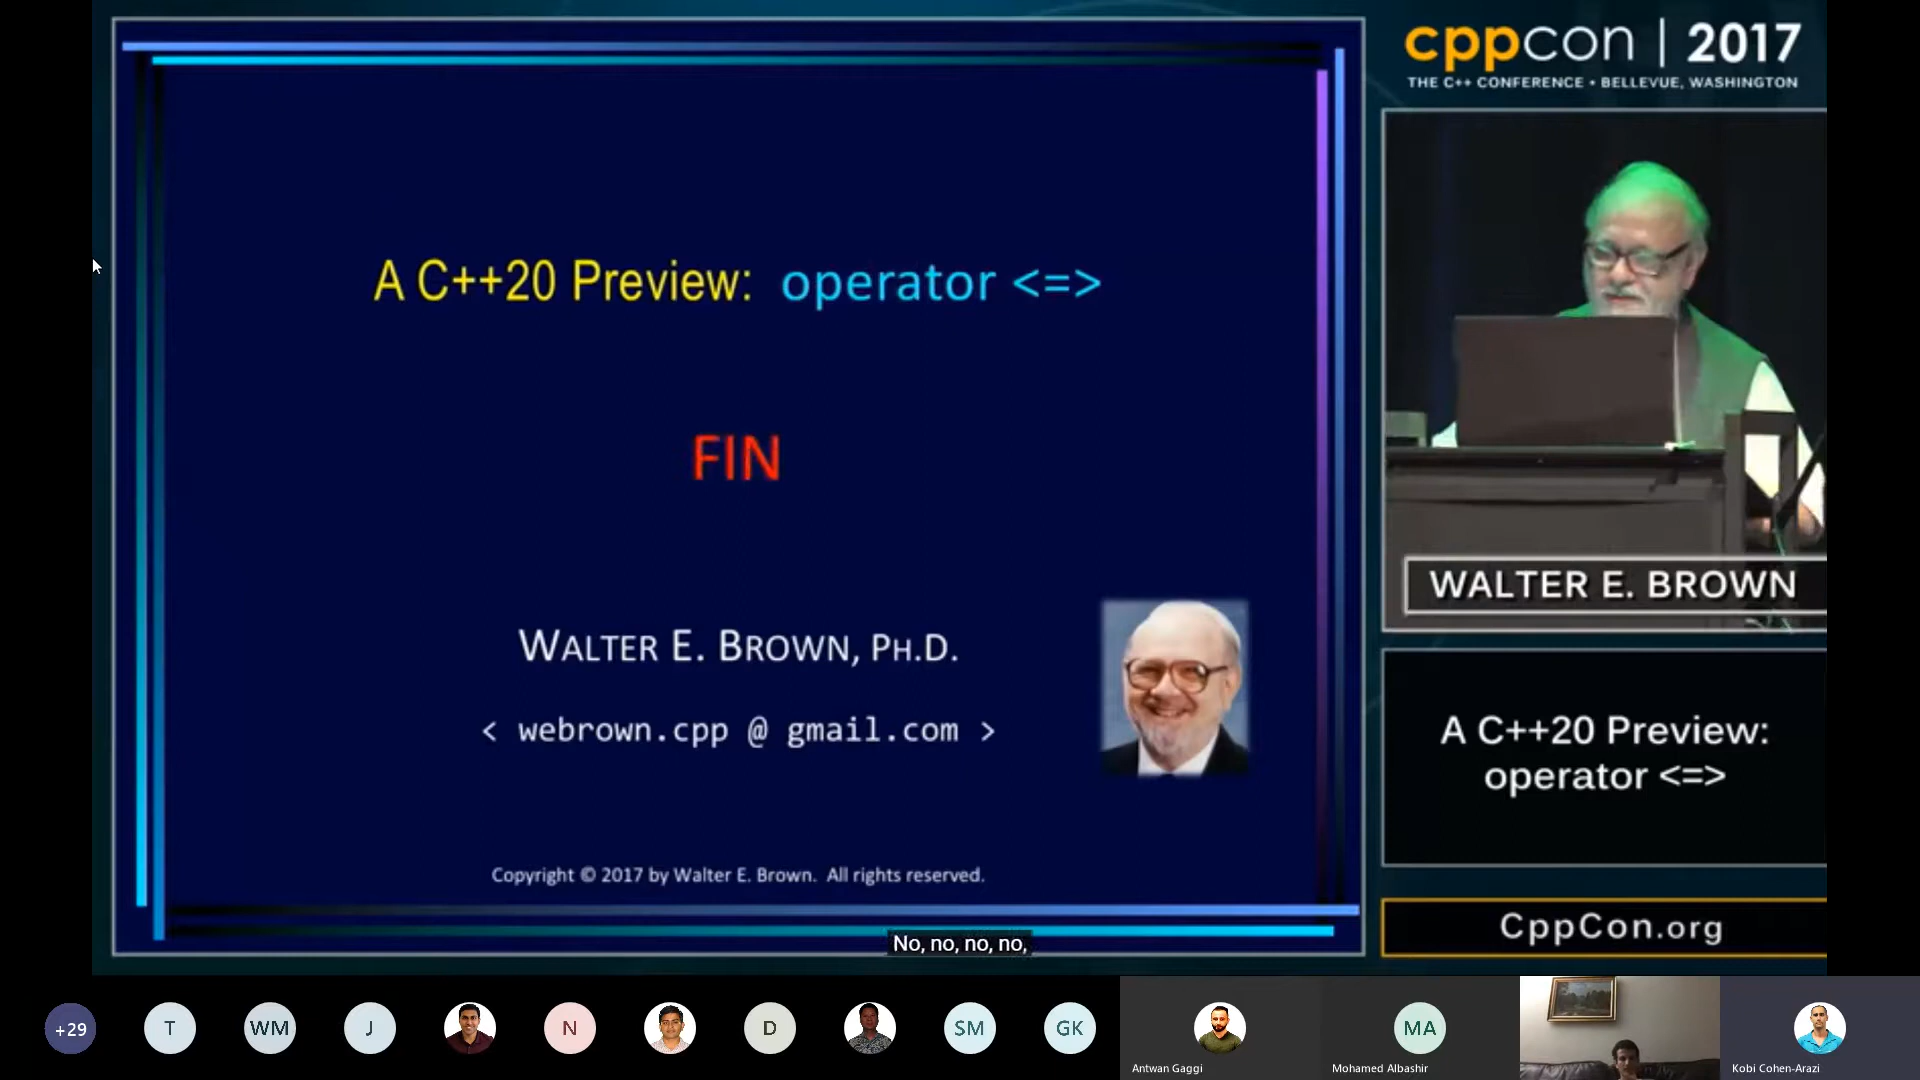 A C++20 Preview: operator <=>
FIN
WALTER E. BROWN, PH.D.
< webrown.cpp @ gmail.com >
Copyright © 2017 by Walter E. Brown. All rights reserved.
No, no, no, no,
cppcon | 2017
THE C++ CONFERENCE • BELLEVUE, WASHINGTON
WALTER E. BROWN
A C++20 Preview:
operator <=>
CppCon.org
+29
T
WM
J
N
D
SM
GK
Antwan Gaggi
MA
Mohamed Albashir
Kobi Cohen-Arazi